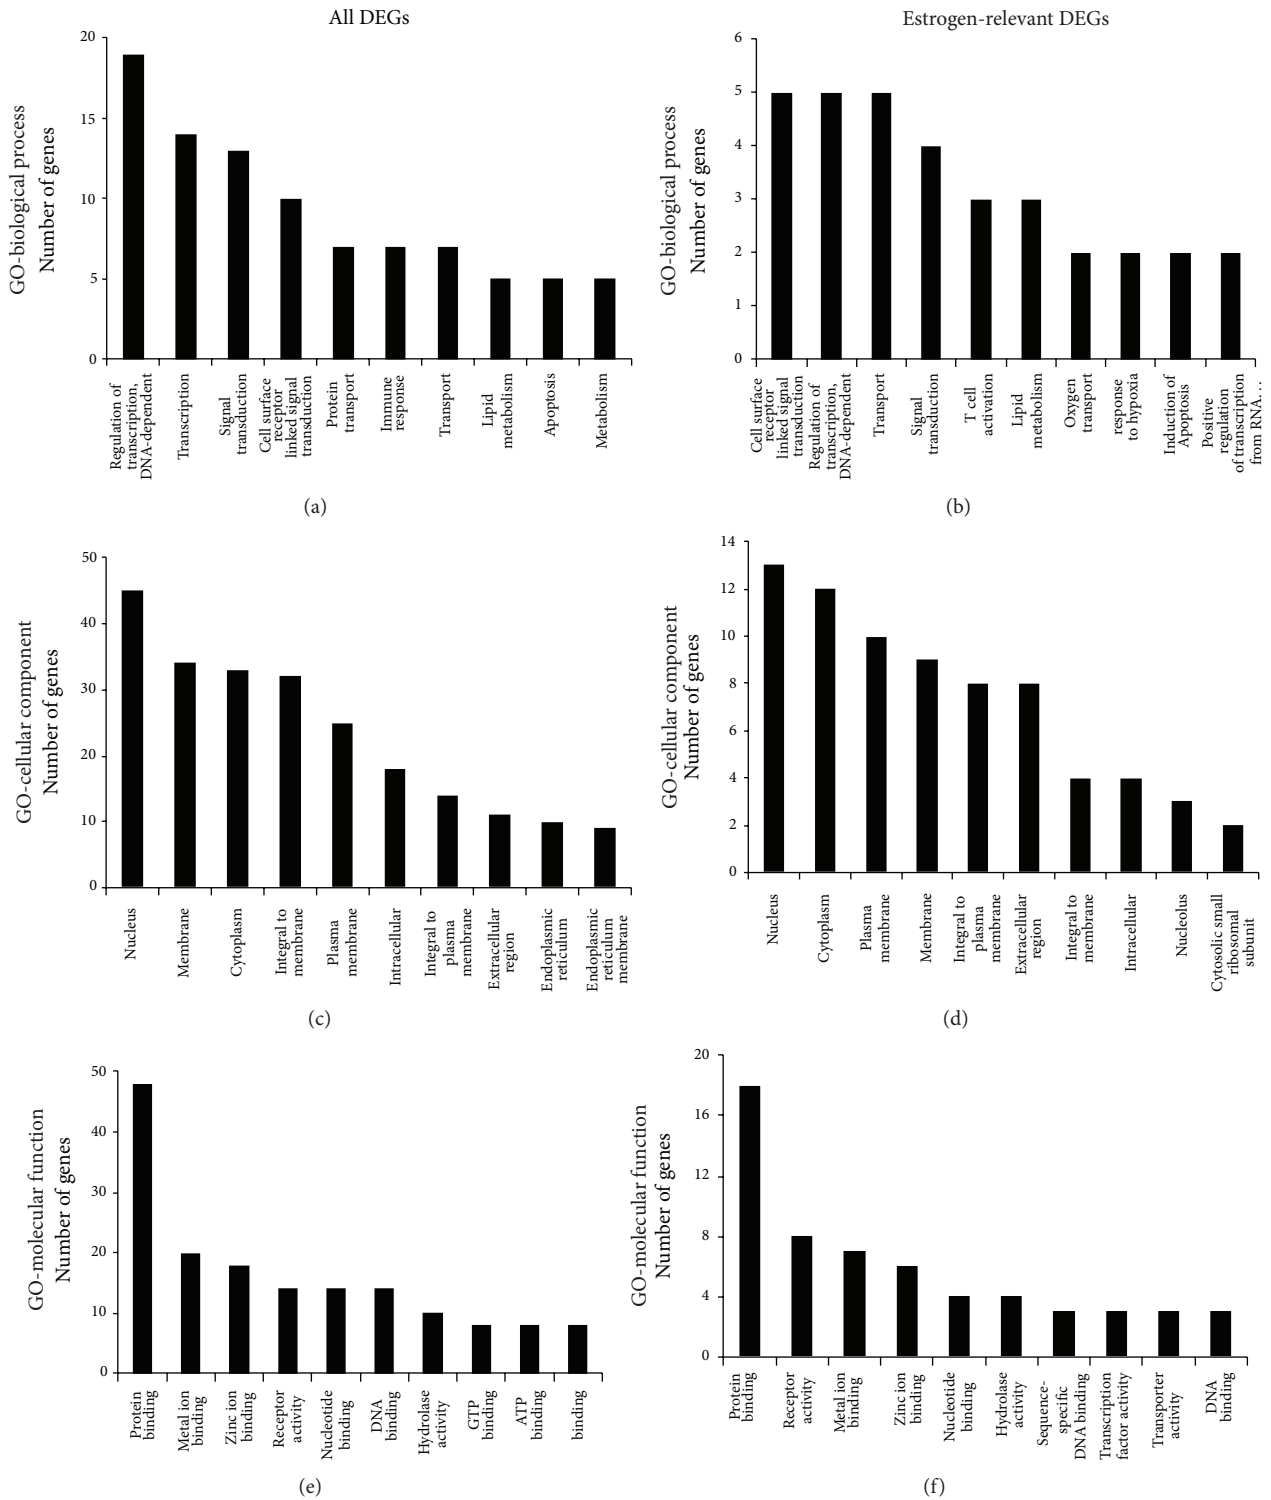 All DEGs
GO-biological process
Number of genes
20
15
10
5
0
Regulation of
transcription,
DNA-dependent
Transcription
Signal
transduction
Cell surface
receptor
linked signal
transduction
Protein
transport
Immune
response
Transport
Lipid
metabolism
Apoptosis
Metabolism
(a)
Estrogen-relevant DEGs
GO-biological process
Number of genes
6
5
4
3
2
1
0
Cell surface
receptor
linked signal
transduction
Regulation of
transcription,
DNA-dependent
Transport
Signal
transduction
T cell
activation
Lipid
metabolism
Oxygen
transport
response
to hypoxia
Induction of
Apoptosis
Positive
regulation
of transcription
from RNA...
(b)
GO-cellular component
Number of genes
50
40
30
20
10
0
Nucleus
Membrane
Cytoplasm
Integral to
membrane
Plasma
membrane
Intracellular
Integral to
plasma
membrane
Extracellular
region
Endoplasmic
reticulum
Endoplasmic
reticulum
membrane
(c)
GO-cellular component
Number of genes
14
12
10
8
6
4
2
0
Nucleus
Cytoplasm
Plasma
membrane
Membrane
Integral to
plasma
membrane
Extracellular
region
Integral to
membrane
Intracellular
Nucleolus
Cytosolic small
ribosomal
subunit
(d)
GO-molecular function
Number of genes
50
40
30
20
10
0
Protein
binding
Metal ion
binding
Zinc ion
binding
Receptor
activity
Nucleotide
binding
DNA
binding
Hydrolase
activity
GTP
binding
ATP
binding
binding
(e)
GO-molecular function
Number of genes
20
16
12
8
4
0
Protein
binding
Receptor
activity
Metal ion
binding
Zinc ion
binding
Nucleotide
binding
Hydrolase
activity
Sequence-
specific
DNA binding
Transcription
factor activity
Transporter
activity
DNA
binding
(f)